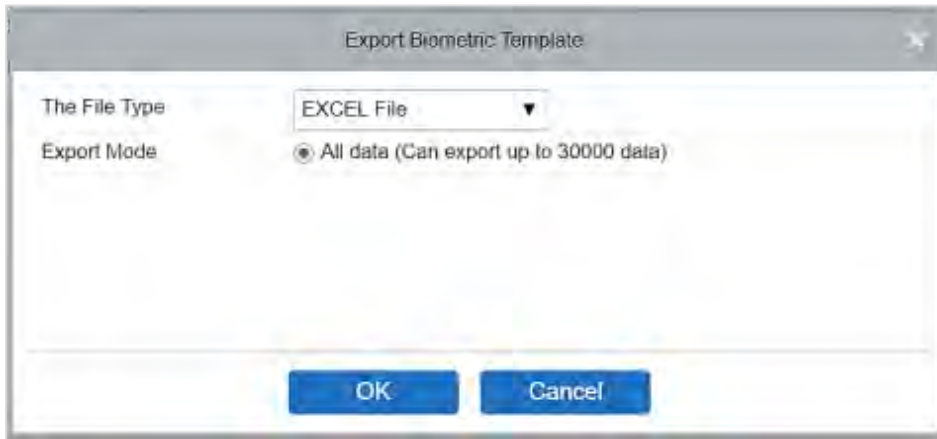 Export Biometric Template
The File Type EXCEL File
Export Mode All data (Can export up to 30000 data)
OK Cancel